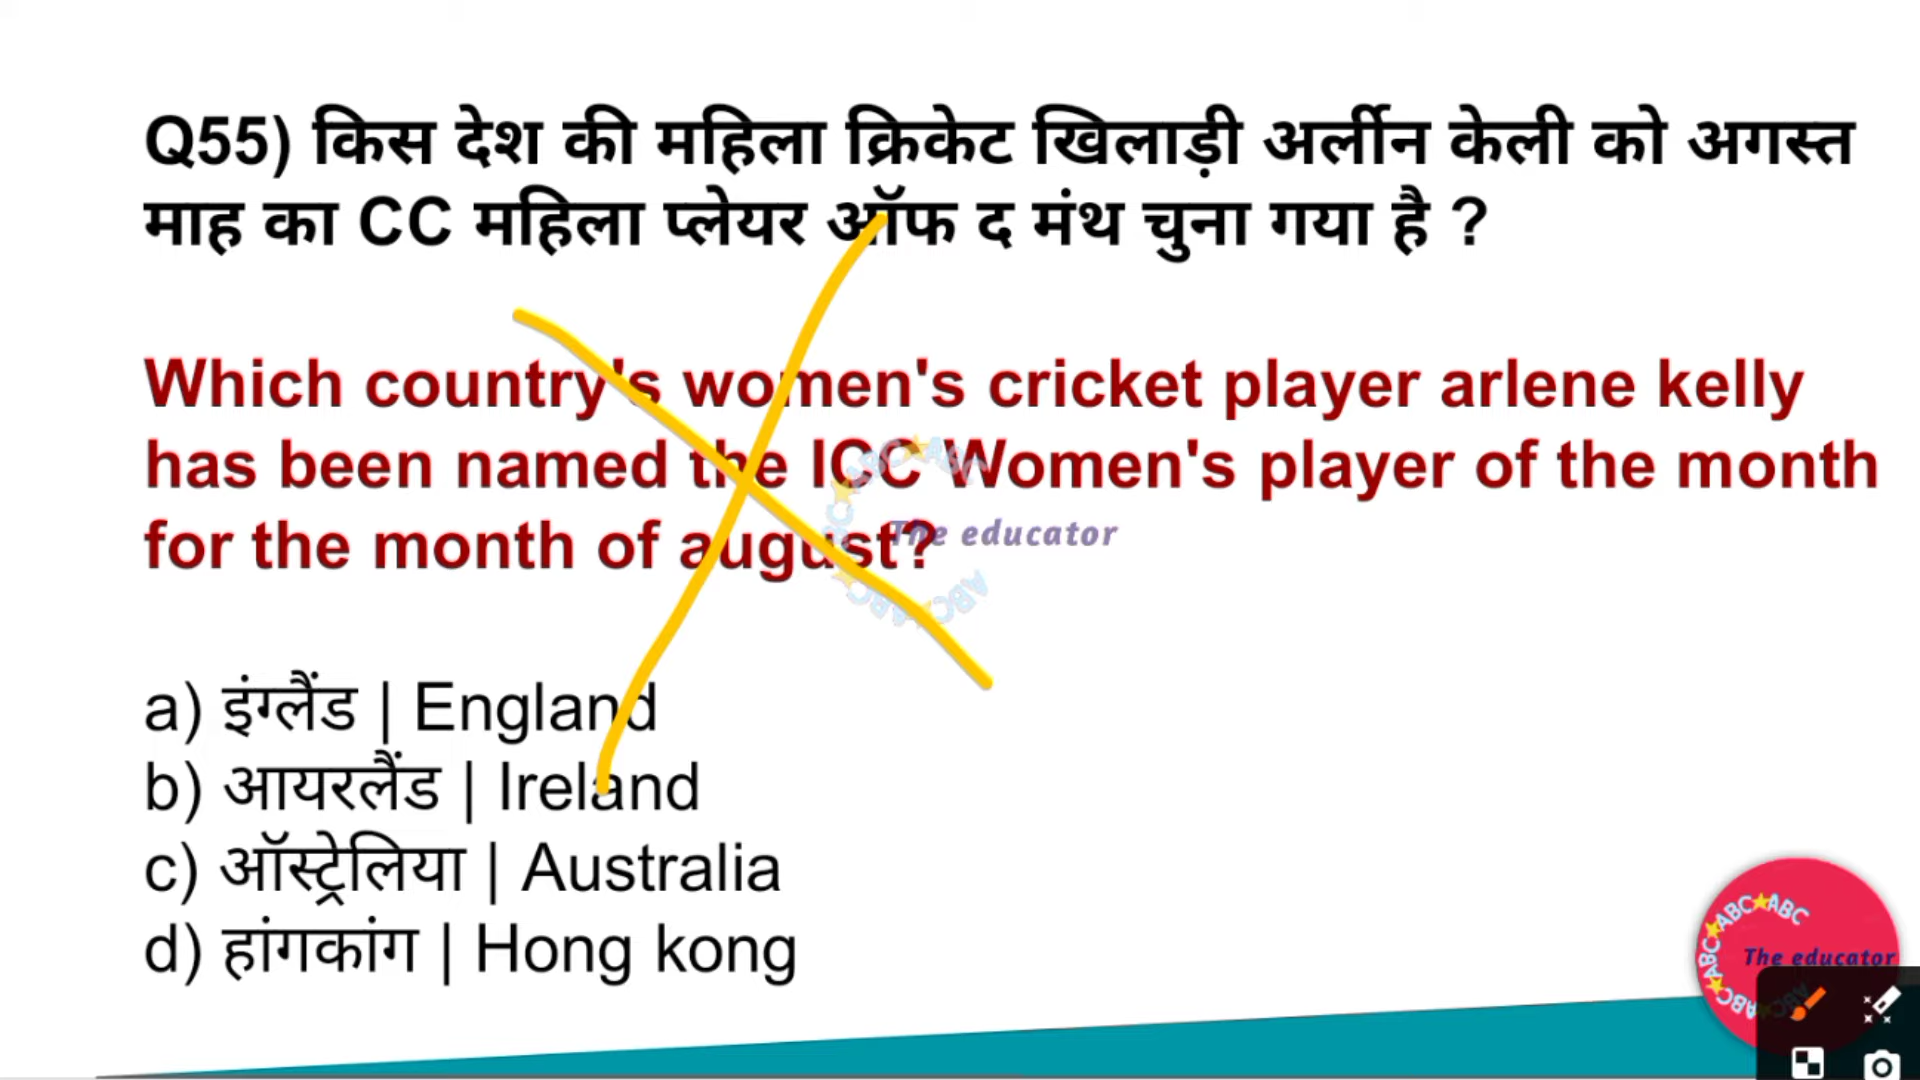 Q55) किस देश की महिला क्रिकेट खिलाड़ी अर्लीन केली को अगस्त
माह का CC महिला प्लेयर ऑफ द मंथ चुना गया है ?
Which country's women's cricket player arlene kelly
has been named the ICC Women's player of the month
for the month of august?
The educator
a) इंग्लैंड | England
b) आयरलैंड | Ireland
c) ऑस्ट्रेलिया | Australia
d) हांगकांग | Hong kong
ABC★ABC★ABC
The educator